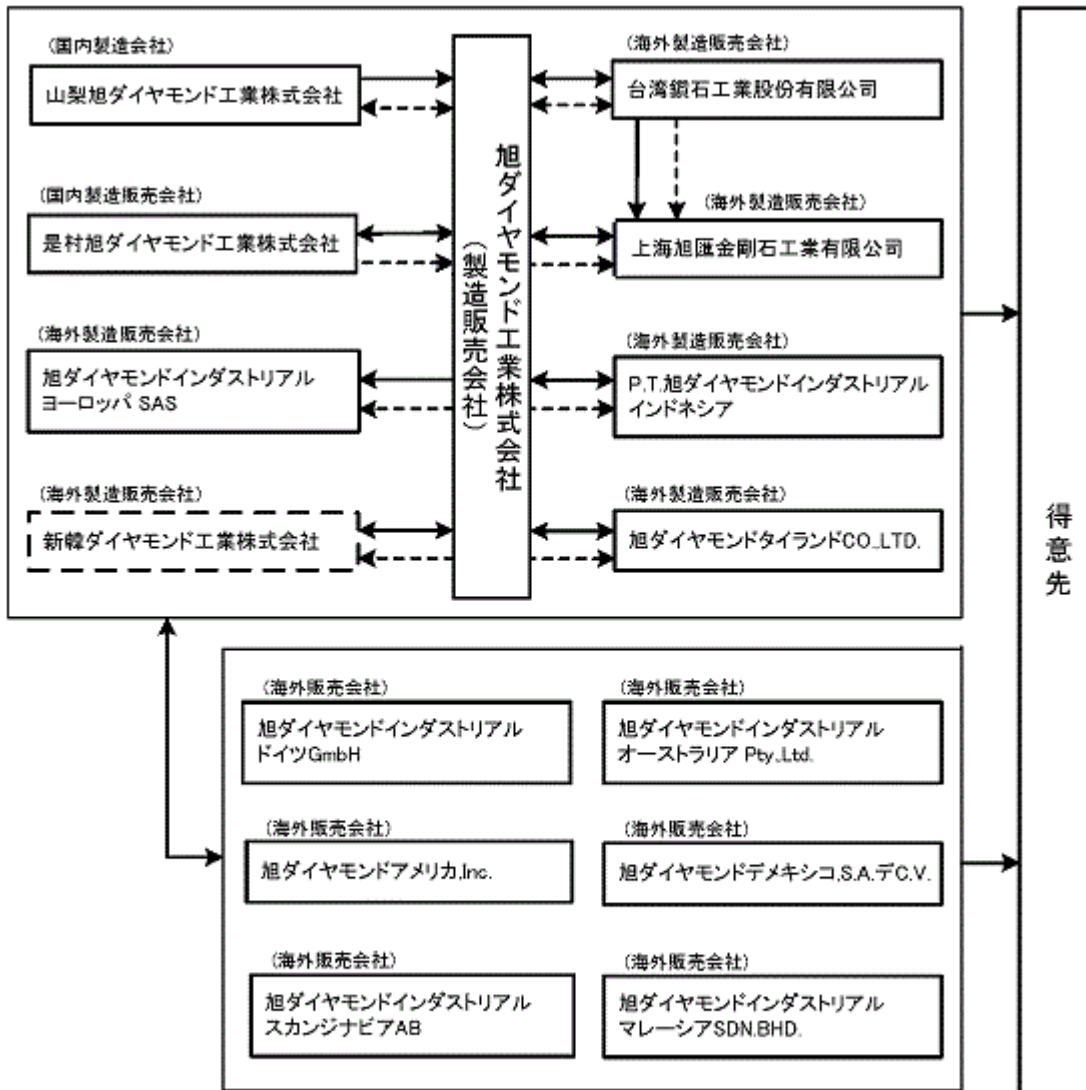 (国内製造会社)
山梨旭ダイヤモンド工業株式会社
(国内製造販売会社)
是村旭ダイヤモンド工業株式会社
(海外製造販売会社)
旭ダイヤモンドインダストリアル
ヨーロッパ SAS
(海外製造販売会社)
新韓ダイヤモンド工業株式会社
旭ダイヤモンド工業株式会社
(製造販売会社)
(海外製造販売会社)
台湾鑽石工業股份有限公司
(海外製造販売会社)
上海旭匯金剛石工業有限公司
(海外製造販売会社)
P.T.旭ダイヤモンドインダストリアル
インドネシア
(海外製造販売会社)
旭ダイヤモンドタイランドCO.,LTD.
得意先
(海外販売会社)
旭ダイヤモンドインダストリアル
ドイツGmbH
(海外販売会社)
旭ダイヤモンドインダストリアル
オーストラリア Pty.,Ltd.
(海外販売会社)
旭ダイヤモンドアメリカ,Inc.
(海外販売会社)
旭ダイヤモンドデメキシコ,S.A.デC.V.
(海外販売会社)
旭ダイヤモンドインダストリアル
スカンジナビアAB
(海外販売会社)
旭ダイヤモンドインダストリアル
マレーシアSDN.BHD.